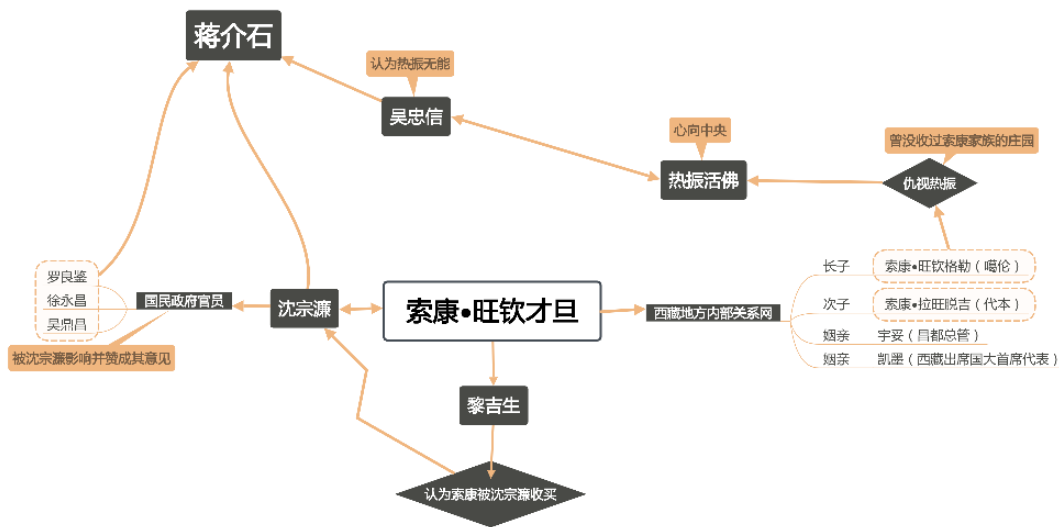 蒋介石
认为热振无能
吴忠信
心向中央
热振活佛
曾没收过索康家族的庄园
仇视热振
长子 索康•旺钦格勒（噶伦）
次子 索康•拉旺脱吉（代本）
姻亲 宇妥（昌都总管）
姻亲 凯墨（西藏出席国大首席代表）
西藏地方内部关系网
索康•旺钦才旦
沈宗濂
国民政府官员
罗良鉴
徐永昌
吴鼎昌
被沈宗濂影响并赞成其意见
黎吉生
认为索康被沈宗濂收买